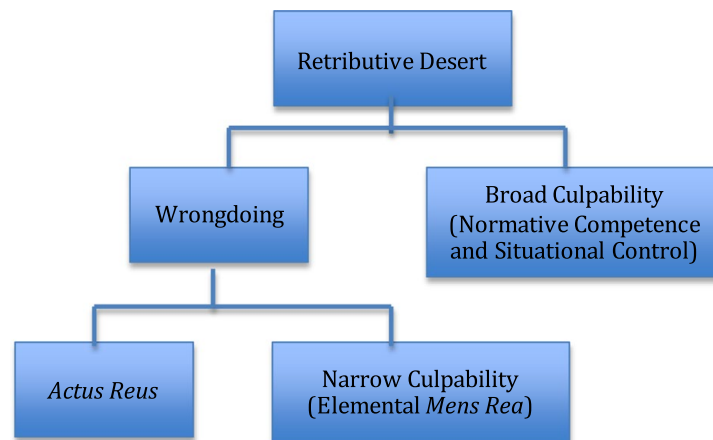 Retributive Desert
Wrongdoing
Broad Culpability
(Normative Competence
and Situational Control)
Actus Reus
Narrow Culpability
(Elemental Mens Rea)